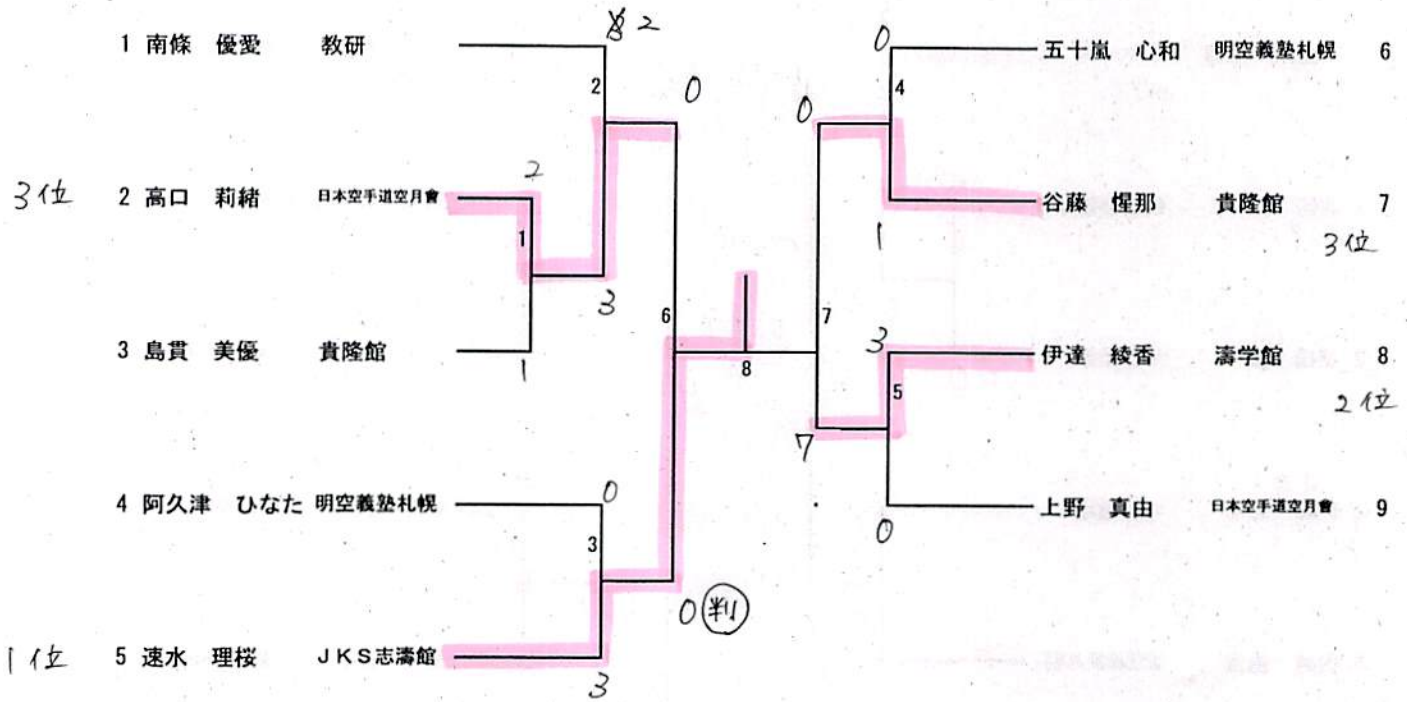 ※2
0
1 南條 優愛 教研
五十嵐 心和 明空義塾札幌 6
2
4
0
0
2
3位 2 高口 莉緒 日本空手道空月會
谷藤 惺那 貴隆館 7
1
1
3位
3
6
7
3
3 島貫 美優 貴隆館
伊達 綾香 濤学館 8
1
8
5
2位
7
4 阿久津 ひなた 明空義塾札幌
0
上野 真由 日本空手道空月會 9
0
3
0 判
1位 5 速水 理桜 JKS志濤館
3